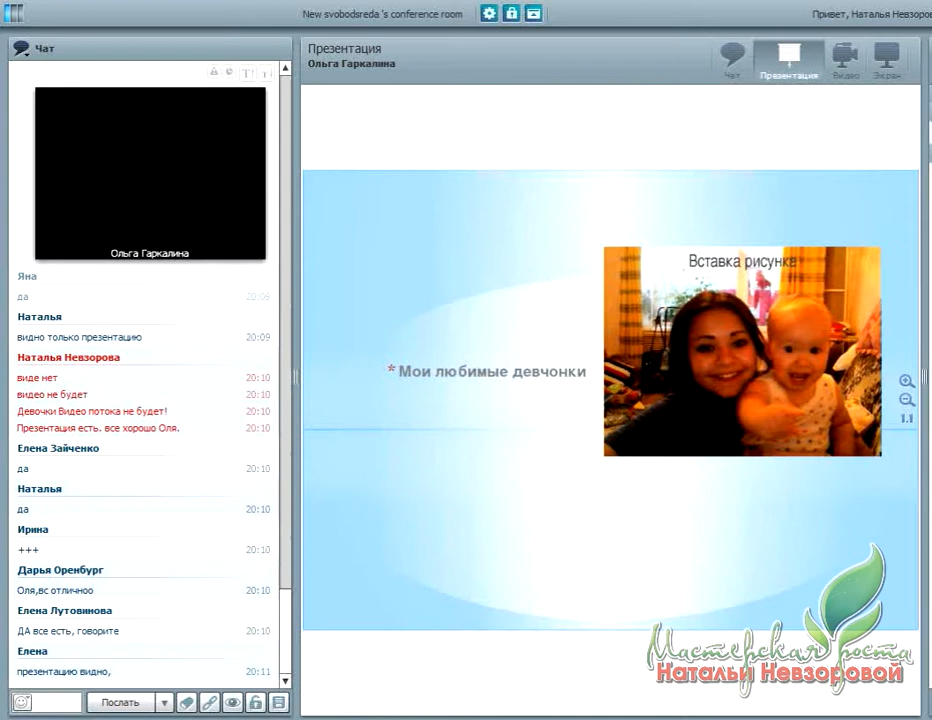 New svobodsreda 's conference room
Привет, Наталья Невзоров
Чат
Ольга Гаркалина
Яна
да 20:09
Наталья
видно только презентацию 20:09
Наталья Невзорова
виде нет 20:10
видео не будет 20:10
Девочки Видео потока не будет! 20:10
Презентация есть. все хорошо Оля. 20:10
Елена Зайченко
да 20:10
Наталья
да 20:10
Ирина
+++ 20:10
Дарья Оренбург
Оля,вс отличноо 20:10
Елена Лутовинова
ДА все есть, говорите 20:10
Елена
презентацию видно, 20:11
Послать
Презентация
Ольга Гаркалина
Чат
Презентация
Видео
Экран
Вставка рисунка
* Мои любимые девчонки
1.1
Мастерская роста
Натальи Невзоровой